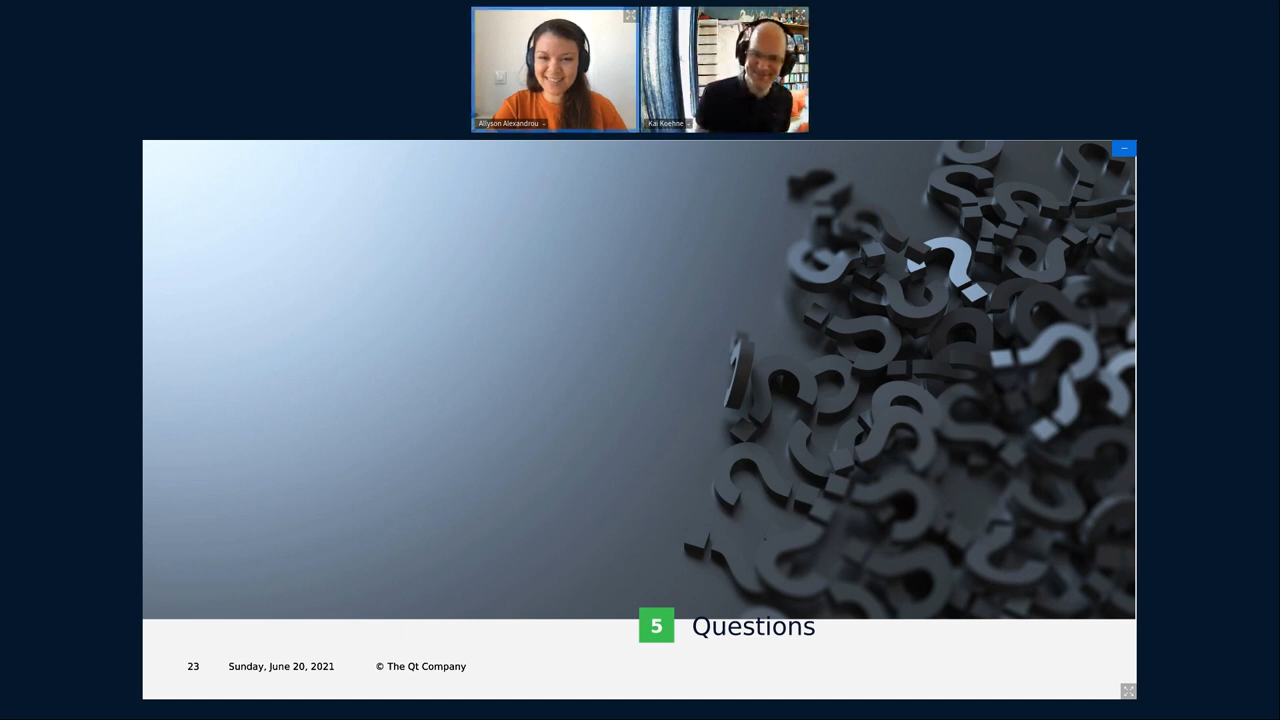 Allyson Alexandrou
Kai Koehne
5 Questions
23 Sunday, June 20, 2021 © The Qt Company